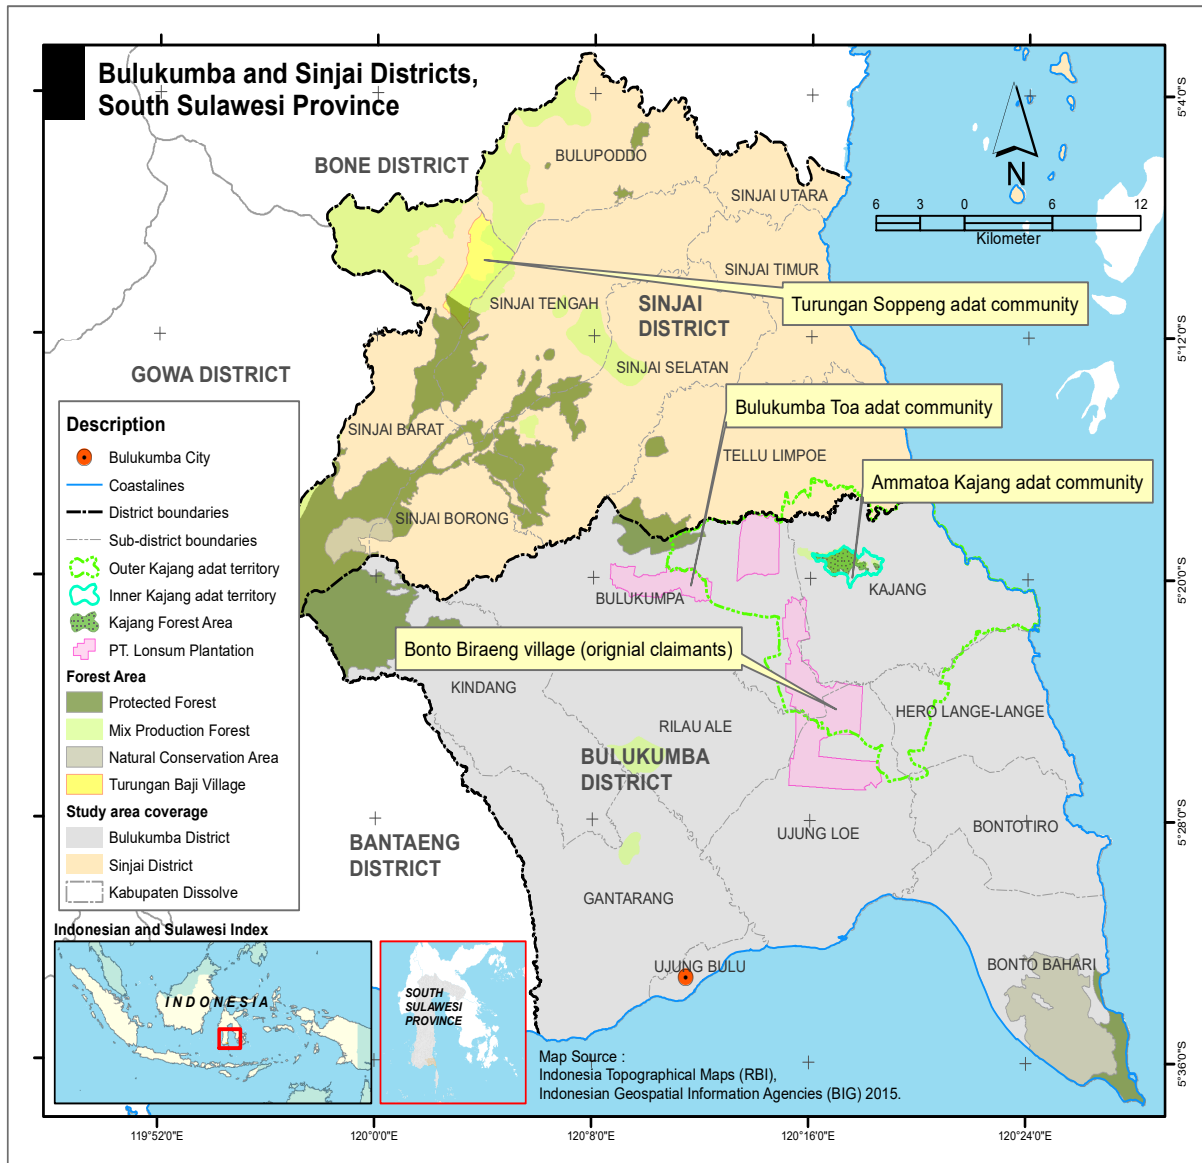 Bulukumba and Sinjai Districts,
South Sulawesi Province
BONE DISTRICT
BULUPODDO
SINJAI UTARA
N
6 3 0 6 12
Kilometer
5°4'0"S
SINJAI TIMUR
SINJAI TENGAH
SINJAI
DISTRICT
Turungan Soppeng adat community
5°12'0"S
GOWA DISTRICT
SINJAI SELATAN
Bulukumba Toa adat community
SINJAI BARAT
TELLU LIMPOE
Ammatoa Kajang adat community
SINJAI BORONG
5°20'0"S
BULUKUMPA
KAJANG
Bonto Biraeng village (orignial claimants)
KINDANG
HERO LANGE-LANGE
RILAU ALE
BULUKUMBA
DISTRICT
5°28'0"S
UJUNG LOE
BONTOTIRO
BANTAENG
DISTRICT
GANTARANG
UJUNG BULU
BONTO BAHARI
5°36'0"S
Description
Bulukumba City
Coastalines
District boundaries
Sub-district boundaries
Outer Kajang adat territory
Inner Kajang adat territory
Kajang Forest Area
PT. Lonsum Plantation
Forest Area
Protected Forest
Mix Production Forest
Natural Conservation Area
Turungan Baji Village
Study area coverage
Bulukumba District
Sinjai District
Kabupaten Dissolve
Indonesian and Sulawesi Index
INDONESIA
SOUTH
SULAWESI
PROVINCE
Map Source :
Indonesia Topographical Maps (RBI),
Indonesian Geospatial Information Agencies (BIG) 2015.
119°52'0"E 120°0'0"E 120°8'0"E 120°16'0"E 120°24'0"E